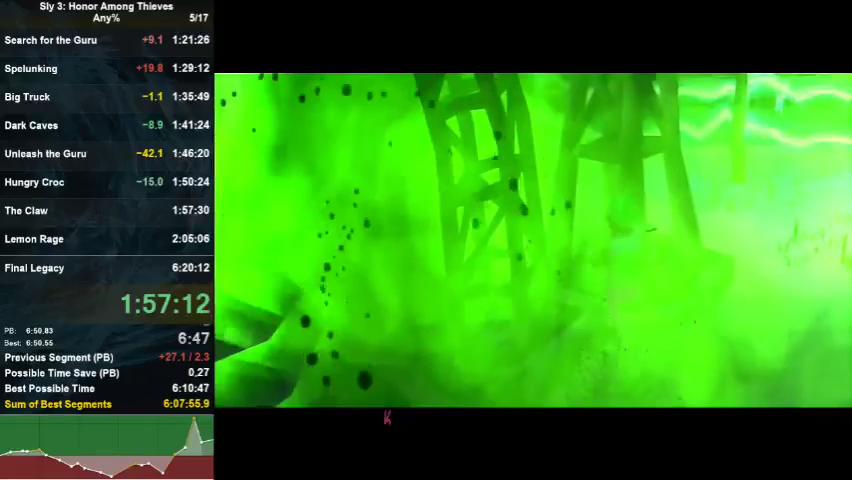 Sly 3: Honor Among Thieves
Any% 5/17
Search for the Guru +9.1 1:21:26
Spelunking +19.8 1:29:12
Big Truck −1.1 1:35:49
Dark Caves −8.9 1:41:24
Unleash the Guru −42.1 1:46:20
Hungry Croc −15.0 1:50:24
The Claw 1:57:30
Lemon Rage 2:05:06
Final Legacy 6:20:12
1:57:12
PB: 6:50.83
Best: 6:50.55
6:47
Previous Segment (PB) +27.1 / 2.3
Possible Time Save (PB) 0.27
Best Possible Time 6:10:47
Sum of Best Segments 6:07:55.9